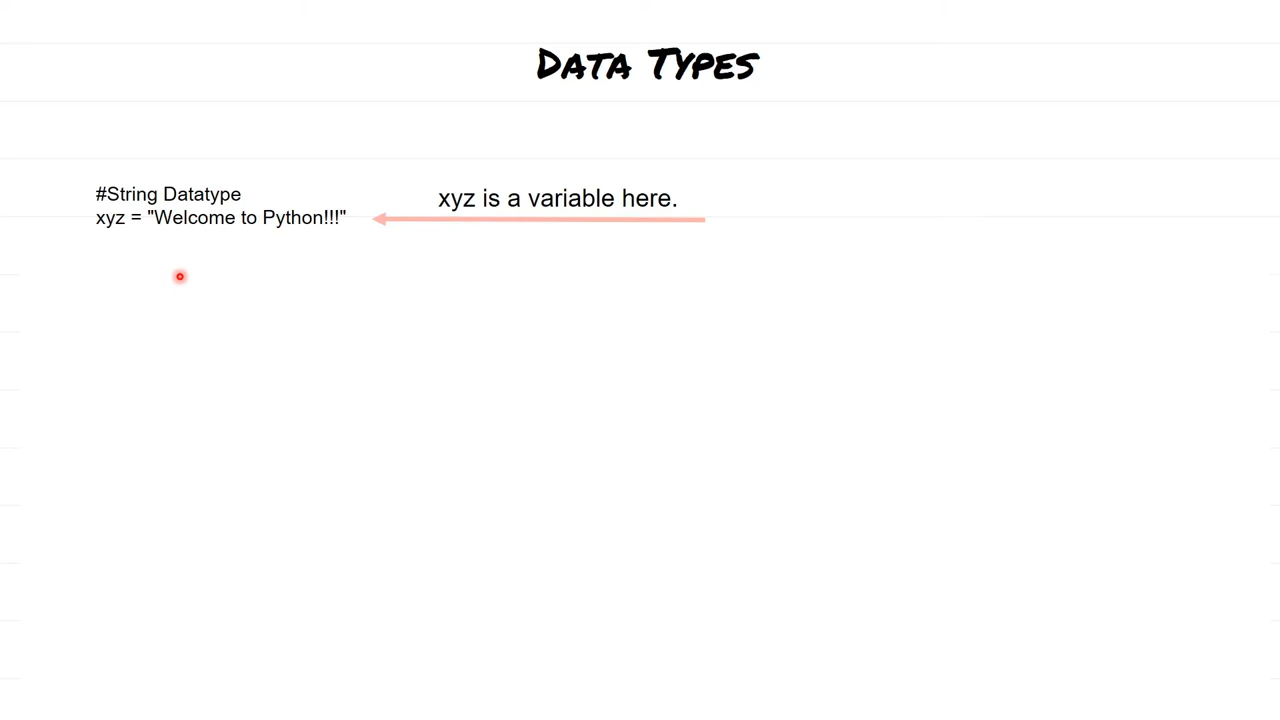 Data Types
#String Datatype
xyz = "Welcome to Python!!!"
xyz is a variable here.